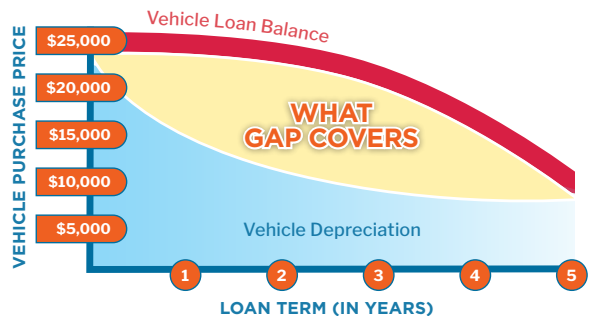 Vehicle Loan Balance
VEHICLE PURCHASE PRICE
$25,000
$20,000
$15,000
$10,000
$5,000
WHAT
GAP COVERS
Vehicle Depreciation
1 2 3 4 5
LOAN TERM (IN YEARS)